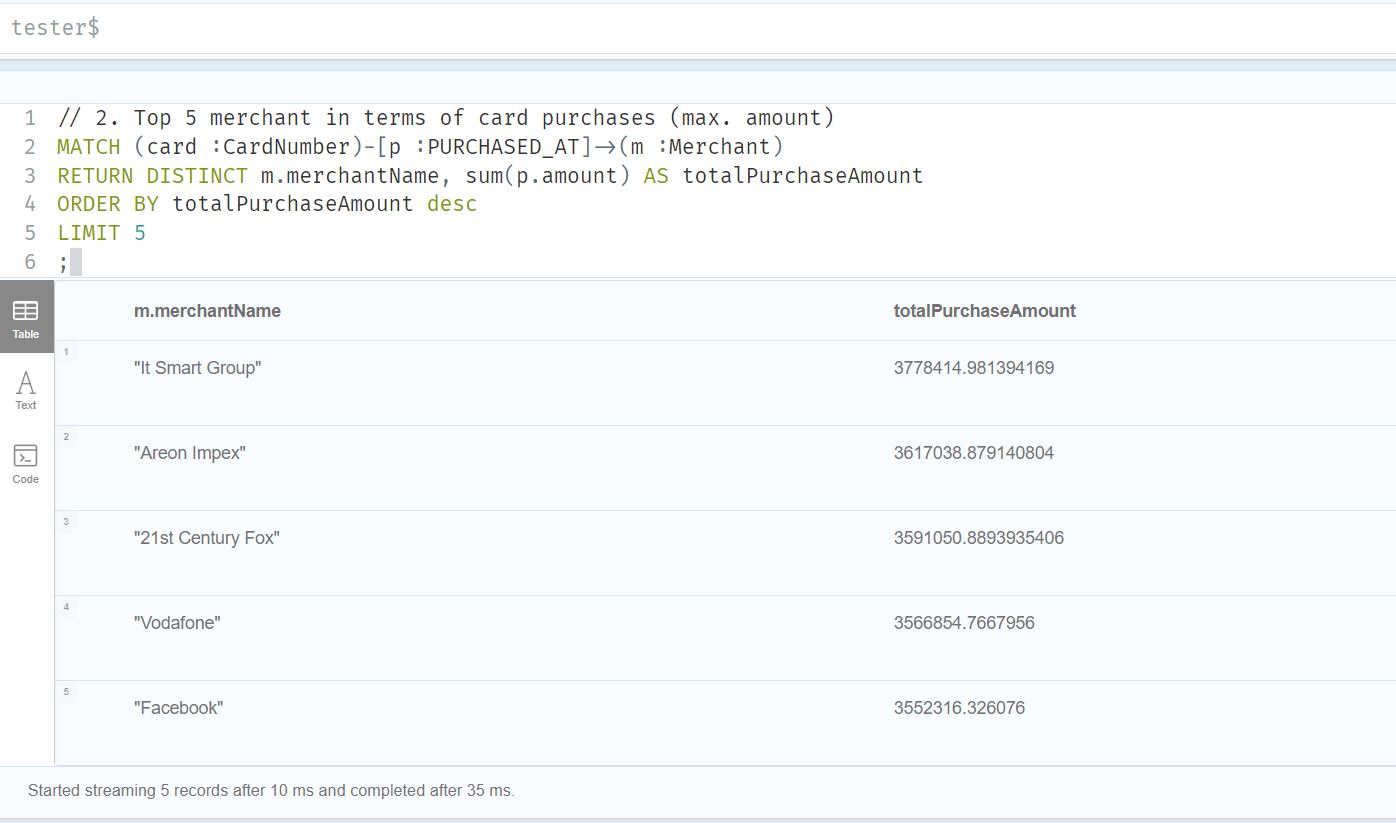 tester$
1 // 2. Top 5 merchant in terms of card purchases (max. amount)
2 MATCH (card :CardNumber)-[p :PURCHASED_AT]->(m :Merchant)
3 RETURN DISTINCT m.merchantName, sum(p.amount) AS totalPurchaseAmount
4 ORDER BY totalPurchaseAmount desc
5 LIMIT 5
6 ;
Table
Text
Code
m.merchantName totalPurchaseAmount
1 "It Smart Group" 3778414.981394169
2 "Areon Impex" 3617038.879140804
3 "21st Century Fox" 3591050.8893935406
4 "Vodafone" 3566854.7667956
5 "Facebook" 3552316.326076
Started streaming 5 records after 10 ms and completed after 35 ms.